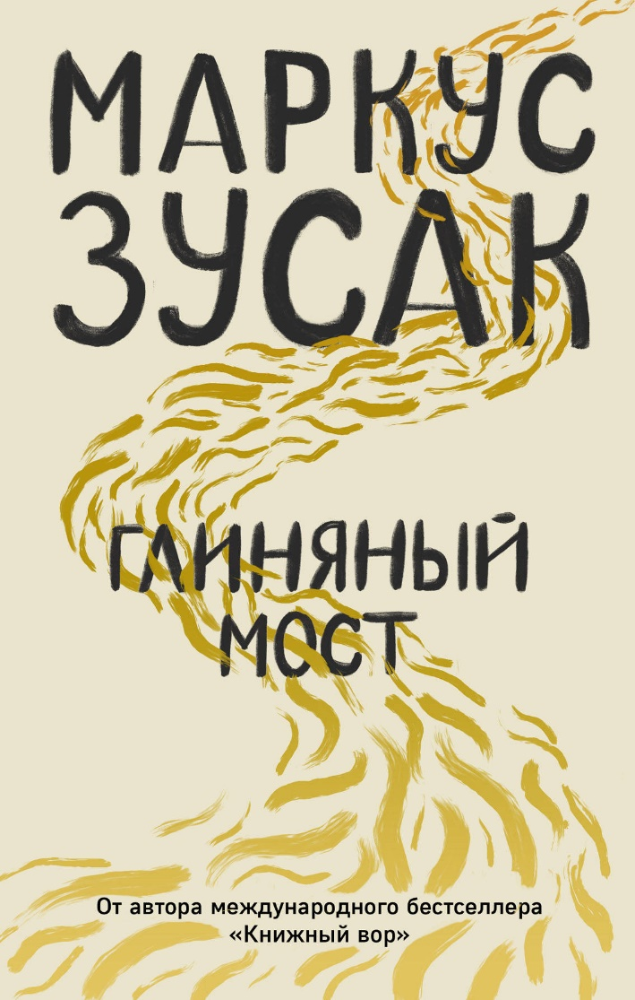 МАРКУС
ЗУСАК
ГЛИНЯНЫЙ
МОСТ
От автора международного бестселлера
«Книжный вор»